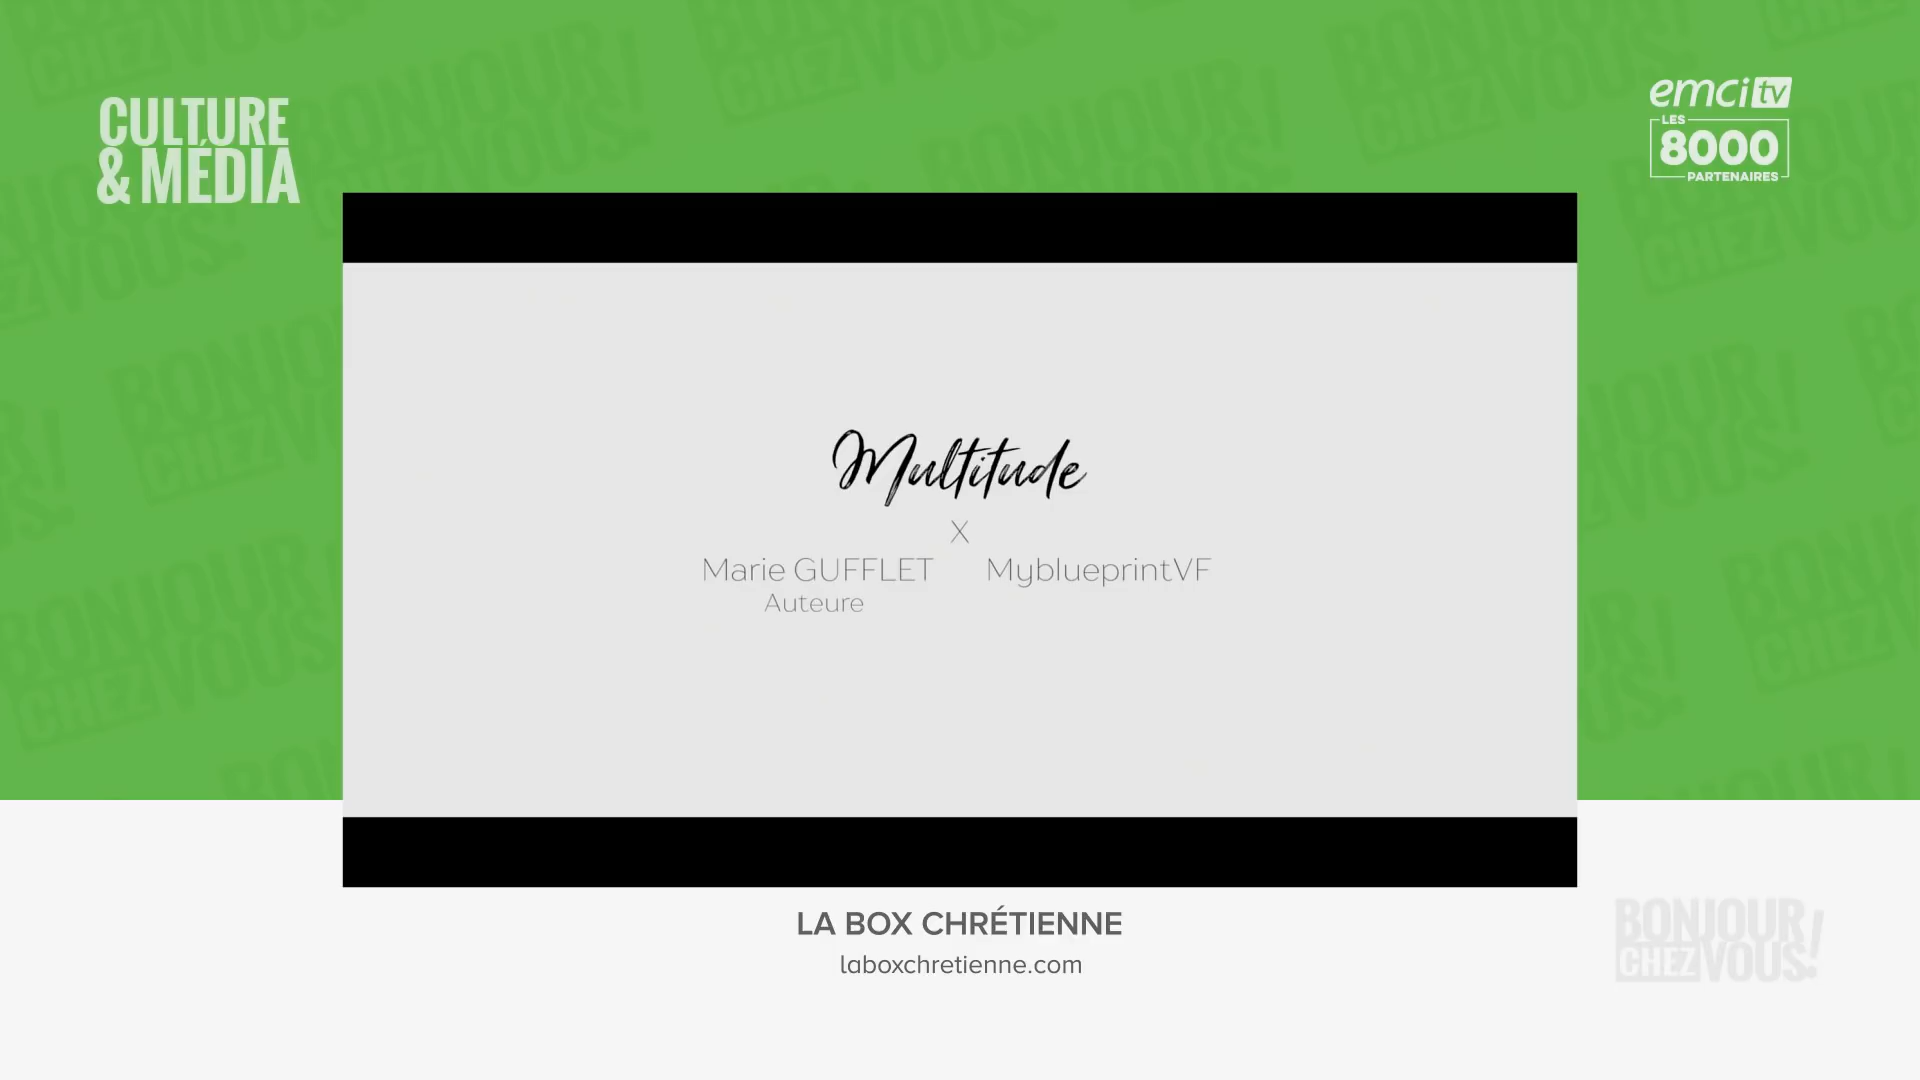 CULTURE
& MÉDIA
emci tv
LES
8000
PARTENAIRES
Multitude
X
Marie GUFFLET MyblueprintVF
Auteure
LA BOX CHRÉTIENNE
laboxchretienne.com
BONJOUR
CHEZ VOUS!